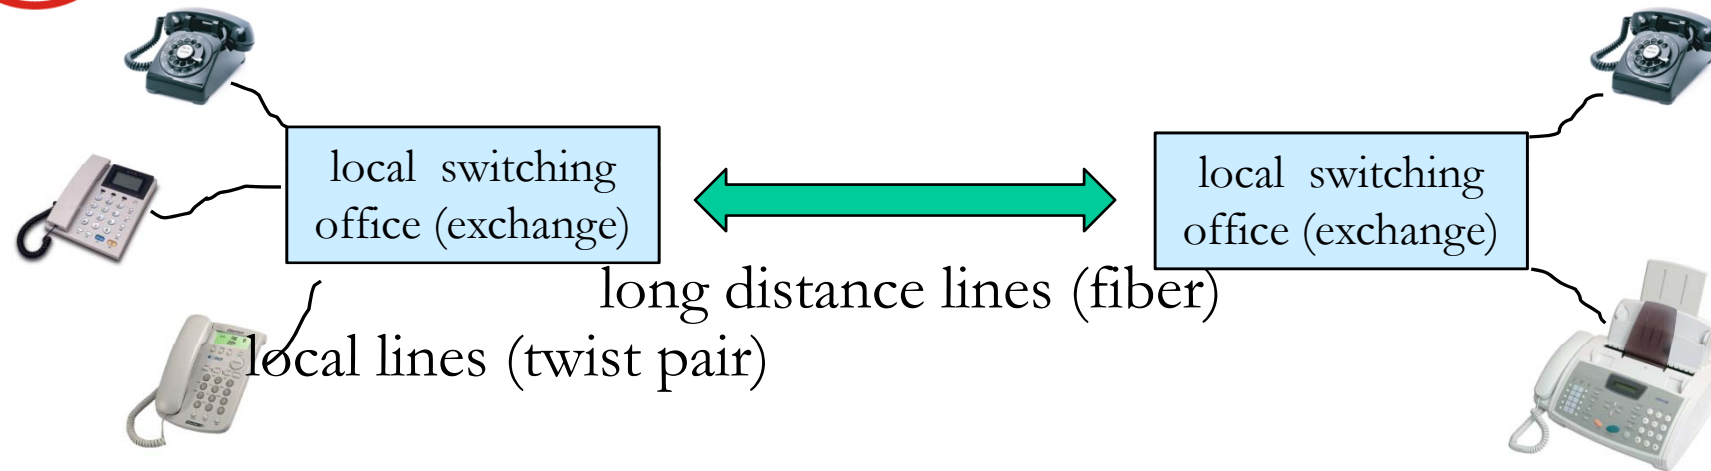 local switching
office (exchange)
local switching
office (exchange)
long distance lines (fiber)
local lines (twist pair)